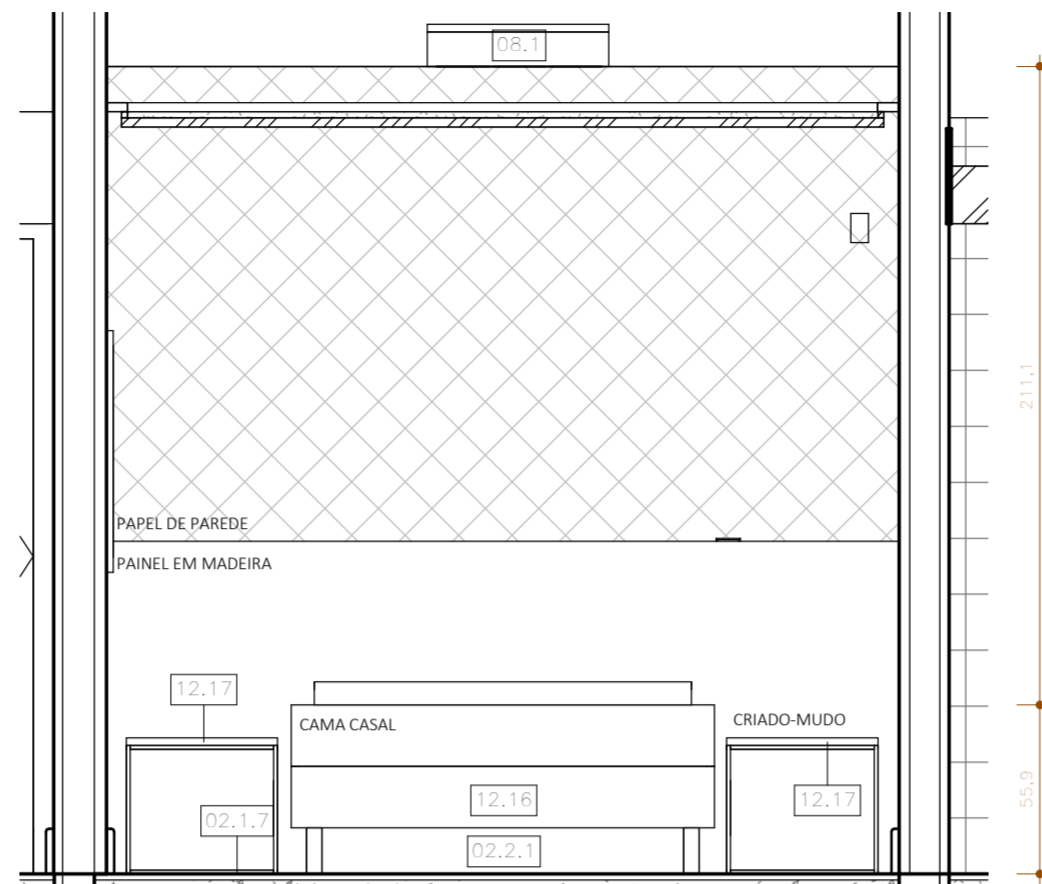 08.1
211,1
PAPEL DE PAREDE
PAINEL EM MADEIRA
12.17
CAMA CASAL
CRIADO-MUDO
12.16
12.17
55,9
02.1.7
02.2.1